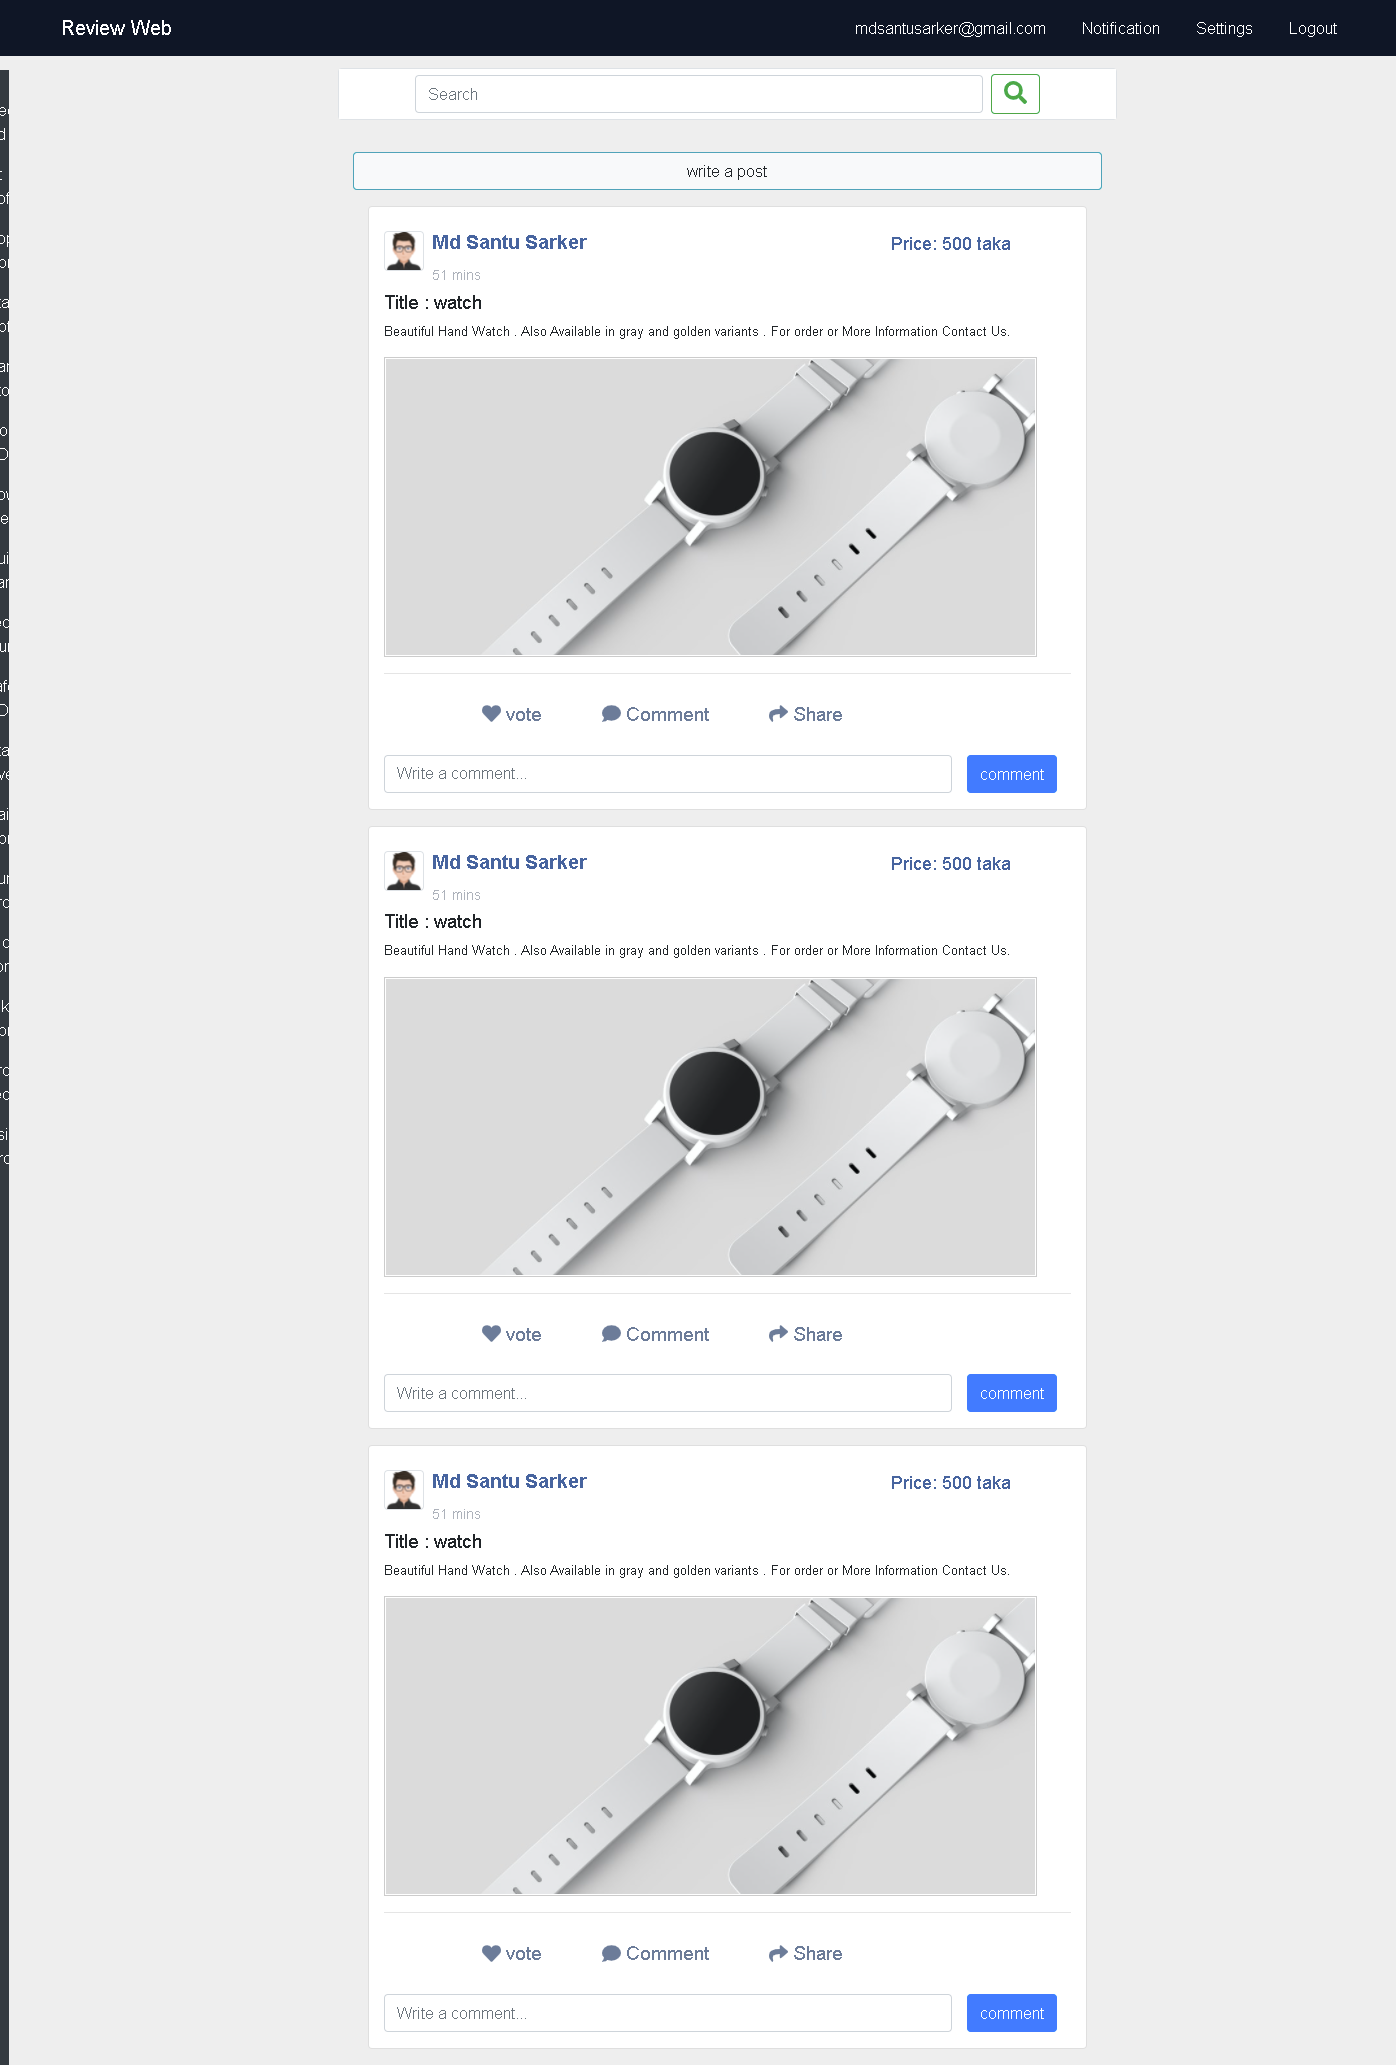 Review Web
mdsantusarker@gmail.com
Notification
Settings
Logout
Search
write a post
Md Santu Sarker
Price: 500 taka
51 mins
Title : watch
Beautiful Hand Watch . Also Available in gray and golden variants . For order or More Information Contact Us.
vote
Comment
Share
Write a comment...
comment
Md Santu Sarker
Price: 500 taka
51 mins
Title : watch
Beautiful Hand Watch . Also Available in gray and golden variants . For order or More Information Contact Us.
vote
Comment
Share
Write a comment...
comment
Md Santu Sarker
Price: 500 taka
51 mins
Title : watch
Beautiful Hand Watch . Also Available in gray and golden variants . For order or More Information Contact Us.
vote
Comment
Share
Write a comment...
comment